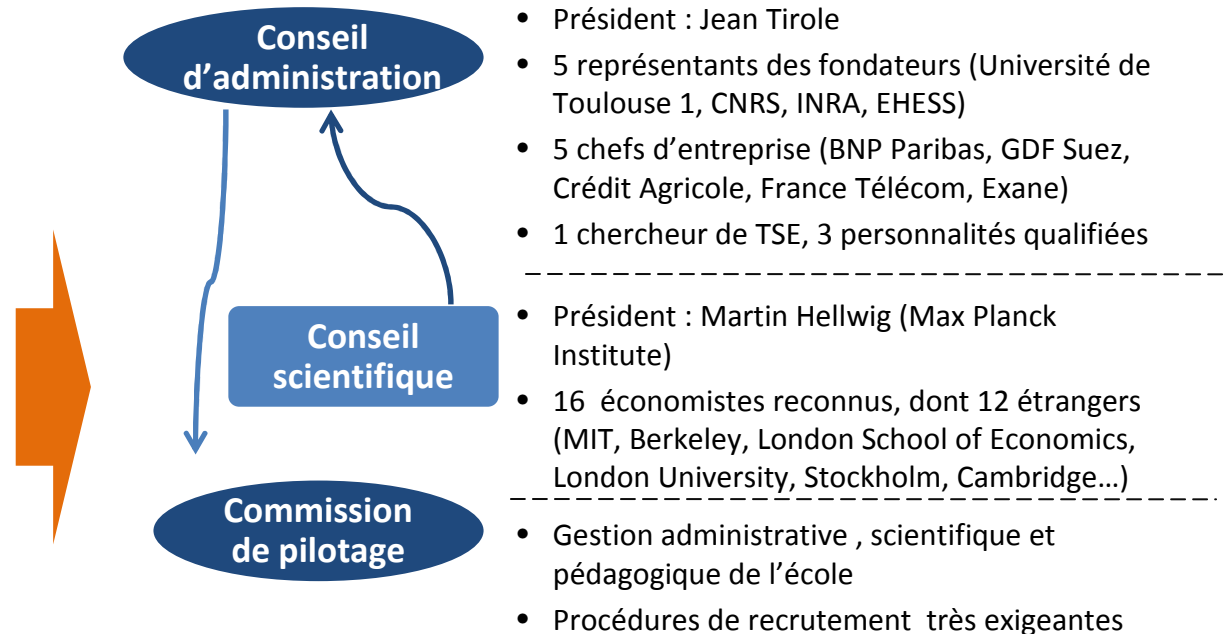 Conseil
d'administration
• Président : Jean Tirole
• 5 représentants des fondateurs (Université de
Toulouse 1, CNRS, INRA, EHESS)
• 5 chefs d'entreprise (BNP Paribas, GDF Suez,
Crédit Agricole, France Télécom, Exane)
• 1 chercheur de TSE, 3 personnalités qualifiées
Conseil
scientifique
• Président : Martin Hellwig (Max Planck
Institute)
• 16 économistes reconnus, dont 12 étrangers
(MIT, Berkeley, London School of Economics,
London University, Stockholm, Cambridge…)
Commission
de pilotage
• Gestion administrative , scientifique et
pédagogique de l'école
• Procédures de recrutement très exigeantes